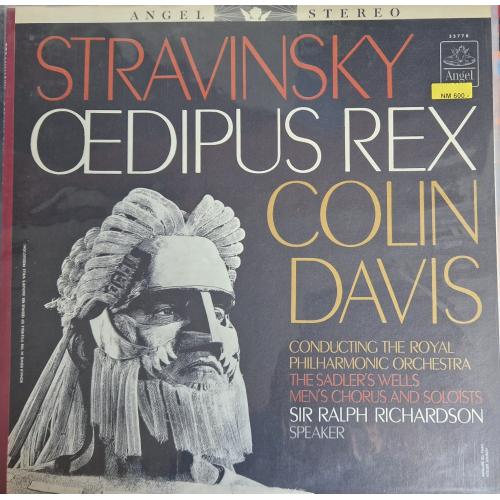 ANGEL STEREO
35778
Angel
NM 600.-
STRAVINSKY
ŒDIPUS REX
COLIN
DAVIS
CONDUCTING THE ROYAL
PHILHARMONIC ORCHESTRA
THE SADLER'S WELLS
MEN'S CHORUS AND SOLOISTS
SIR RALPH RICHARDSON
SPEAKER